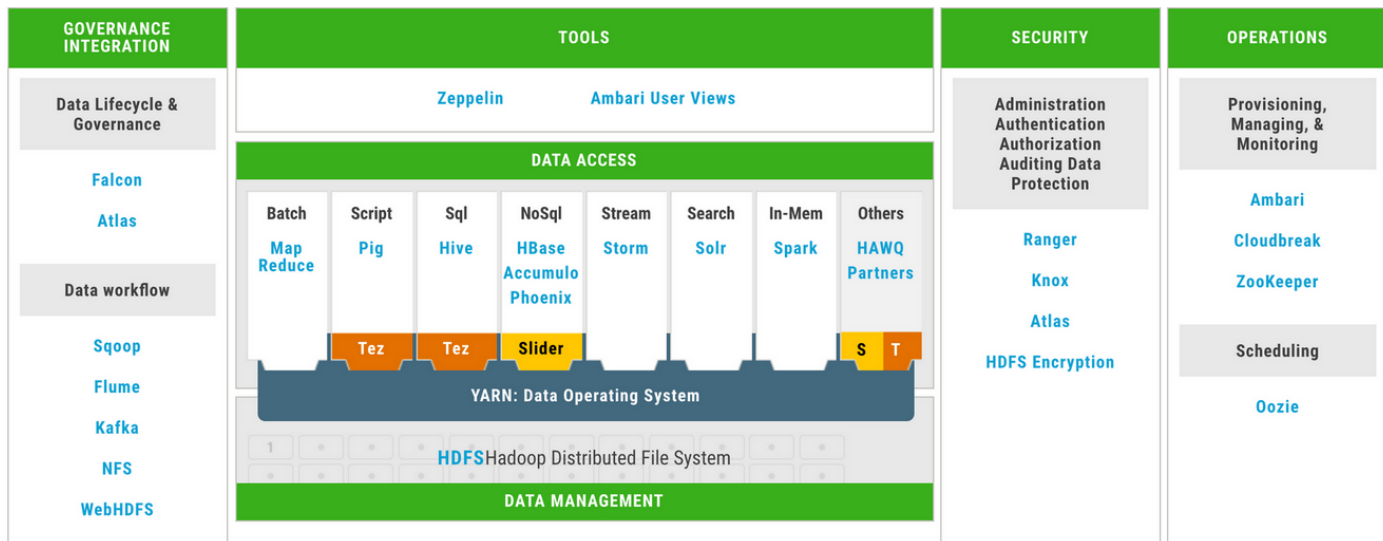 GOVERNANCE
INTEGRATION
Data Lifecycle &
Governance
Falcon
Atlas
Data workflow
Sqoop
Flume
Kafka
NFS
WebHDFS
TOOLS
Zeppelin
Ambari User Views
DATA ACCESS
Batch
Map
Reduce
Script
Pig
Tez
Sql
Hive
Tez
NoSql
HBase
Accumulo
Phoenix
Slider
Stream
Storm
Search
Solr
In-Mem
Spark
Others
HAWQ
Partners
S T
YARN: Data Operating System
1
HDFSHadoop Distributed File System
DATA MANAGEMENT
SECURITY
Administration
Authentication
Authorization
Auditing Data
Protection
Ranger
Knox
Atlas
HDFS Encryption
OPERATIONS
Provisioning,
Managing, &
Monitoring
Ambari
Cloudbreak
ZooKeeper
Scheduling
Oozie